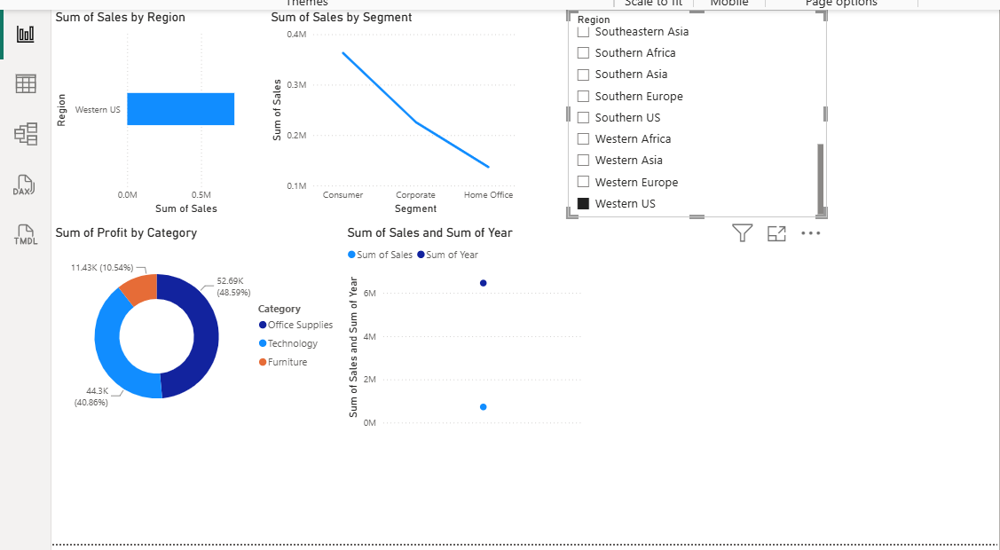 Themes
Scale to fit
Mobile
Page options
DAX
TMDL
Sum of Sales by Region
Region
Western US
0.0M
0.5M
Sum of Sales
Sum of Sales by Segment
Sum of Sales
0.4M
0.3M
0.2M
0.1M
Consumer
Corporate
Home Office
Segment
Region
Southeastern Asia
Southern Africa
Southern Asia
Southern Europe
Southern US
Western Africa
Western Asia
Western Europe
Western US
Sum of Profit by Category
11.43K (10.54%)
52.69K
(48.59%)
44.3K
(40.86%)
Category
Office Supplies
Technology
Furniture
Sum of Sales and Sum of Year
Sum of Sales
Sum of Year
Sum of Sales and Sum of Year
6M
4M
2M
0M